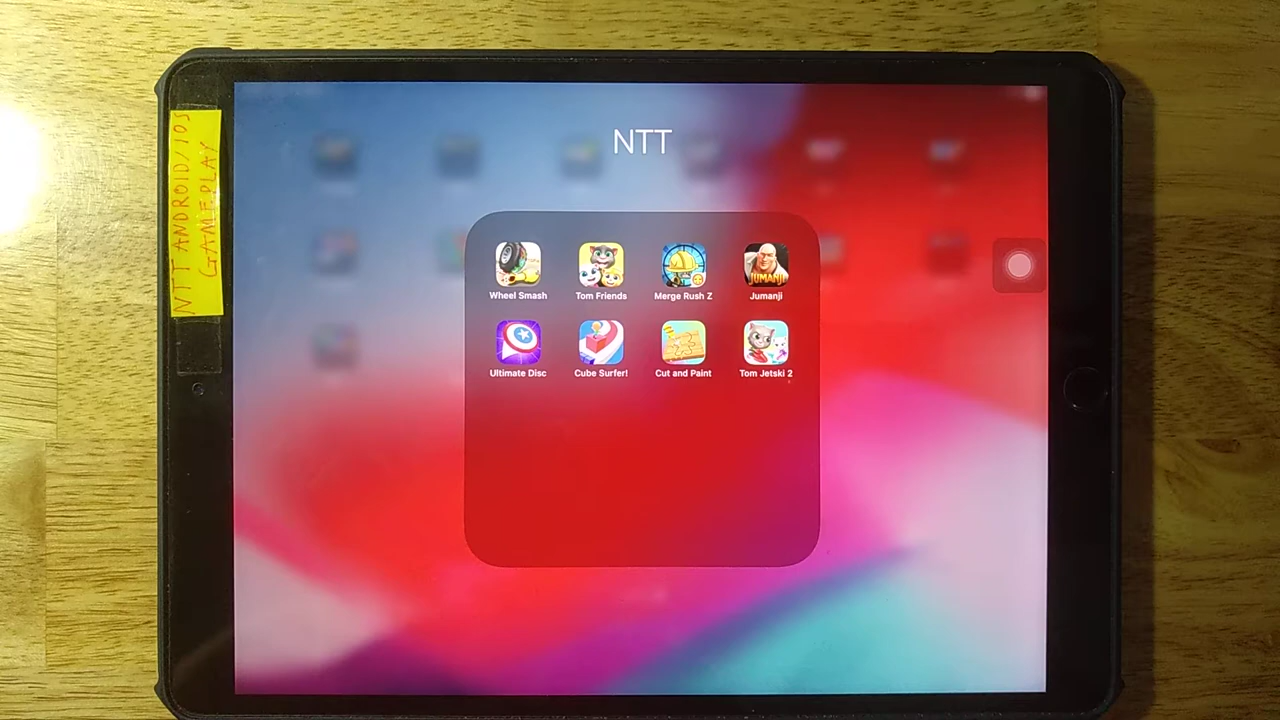 NTT ANDROID/IOS
GAMEPLAY
NTT
Wheel Smash
Tom Friends
Merge Rush Z
JUMANJI
Jumanji
Ultimate Disc
Cube Surfer!
Cut and Paint
Tom Jetski 2